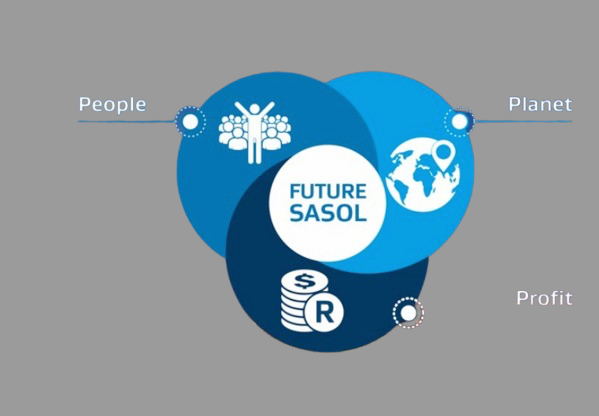 People
Planet
FUTURE
SASOL
$
R
Profit